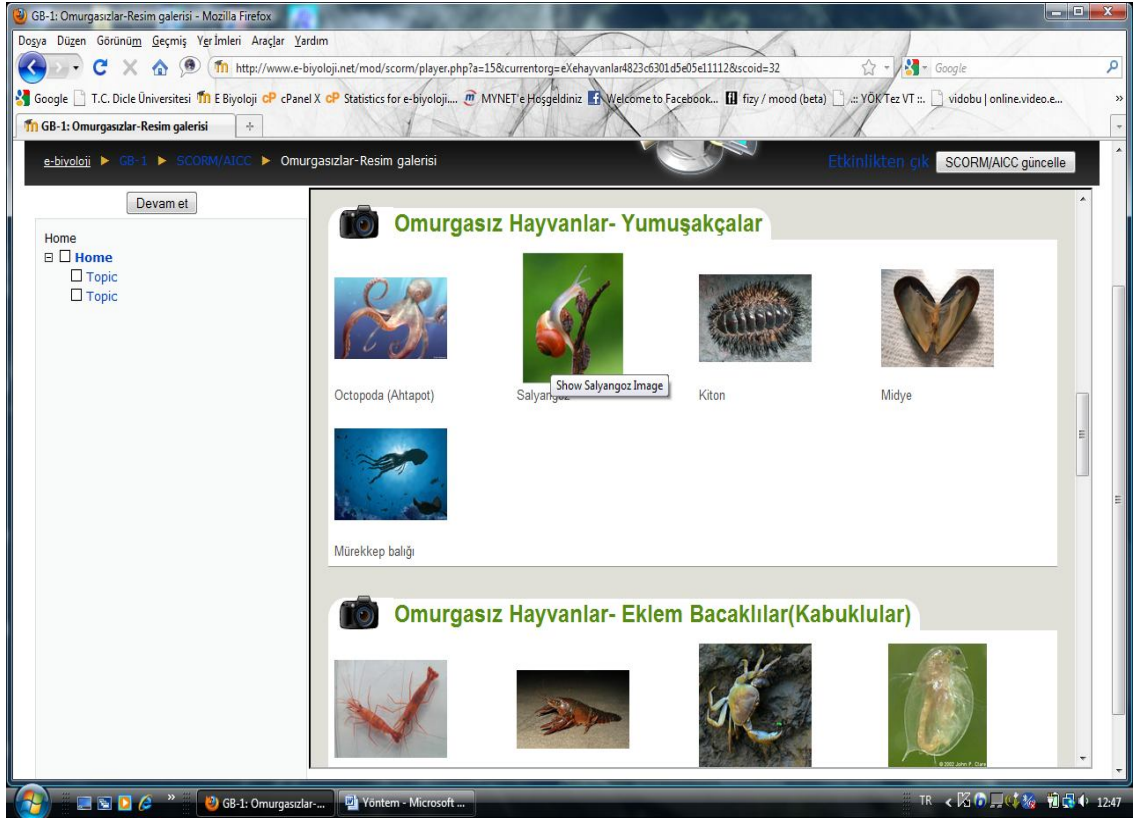 GB-1: Omurgasızlar-Resim galerisi - Mozilla Firefox
Dosya Düzen Görünüm Geçmiş Yer İmleri Araçlar Yardım
http://www.e-biyoloji.net/mod/scorm/player.php?a=15&currentorg=eXehayvanlar4823c6301d5e05e11112&scoid=32
Google
Google T.C. Dicle Üniversitesi E Biyoloji cPanel X Statistics for e-biyoloji.... MYNET'e Hoşgeldiniz Welcome to Facebook... fizy / mood (beta) .:: YÖK Tez VT ::. vidobu | online.video.e... »
GB-1: Omurgasızlar-Resim galerisi
e-biyoloji ► GB-1 ► SCORM/AICC ► Omurgasızlar-Resim galerisi Etkinlikten çık SCORM/AICC güncelle
Devam et
Home
Home
Topic
Topic
Omurgasız Hayvanlar- Yumuşakçalar
Show Salyangoz Image
Octopoda (Ahtapot) Salyangoz Kiton Midye
Mürekkep balığı
Omurgasız Hayvanlar- Eklem Bacaklılar(Kabuklular)
© 2002 John F. Clare
» GB-1: Omurgasızlar-... Yöntem - Microsoft ... TR 12:47